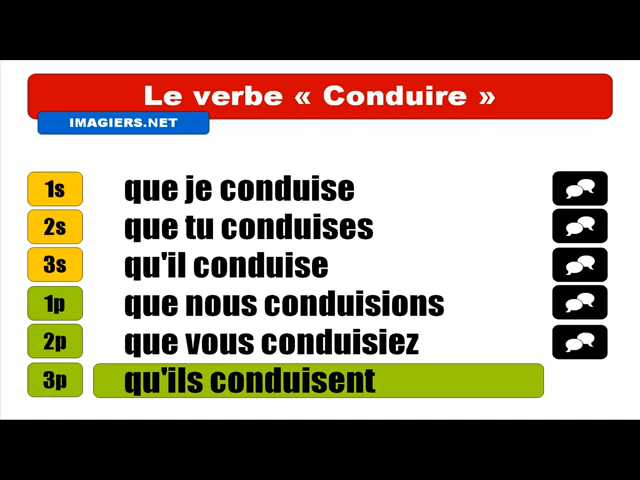 Le verbe « Conduire »
IMAGIERS.NET
1s que je conduise
2s que tu conduises
3s qu'il conduise
1p que nous conduisions
2p que vous conduisiez
3p qu'ils conduisent